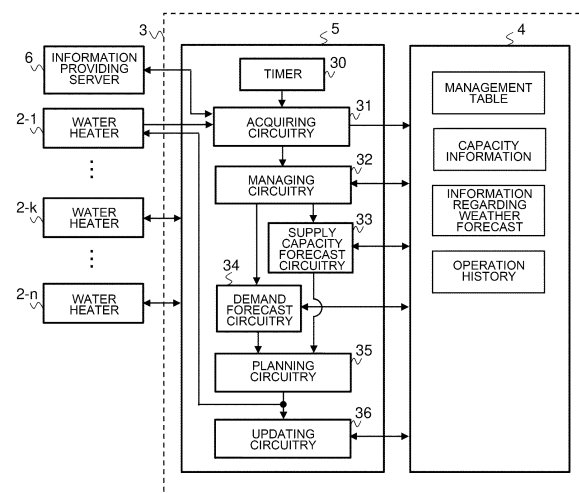 3
5
4
6
INFORMATION
PROVIDING
SERVER
TIMER
30
MANAGEMENT
TABLE
2-1
WATER
HEATER
ACQUIRING
CIRCUITRY
31
CAPACITY
INFORMATION
MANAGING
CIRCUITRY
32
INFORMATION
REGARDING
WEATHER
FORECAST
2-k
WATER
HEATER
SUPPLY
CAPACITY
FORECAST
CIRCUITRY
33
OPERATION
HISTORY
34
DEMAND
FORECAST
CIRCUITRY
2-n
WATER
HEATER
PLANNING
CIRCUITRY
35
UPDATING
CIRCUITRY
36